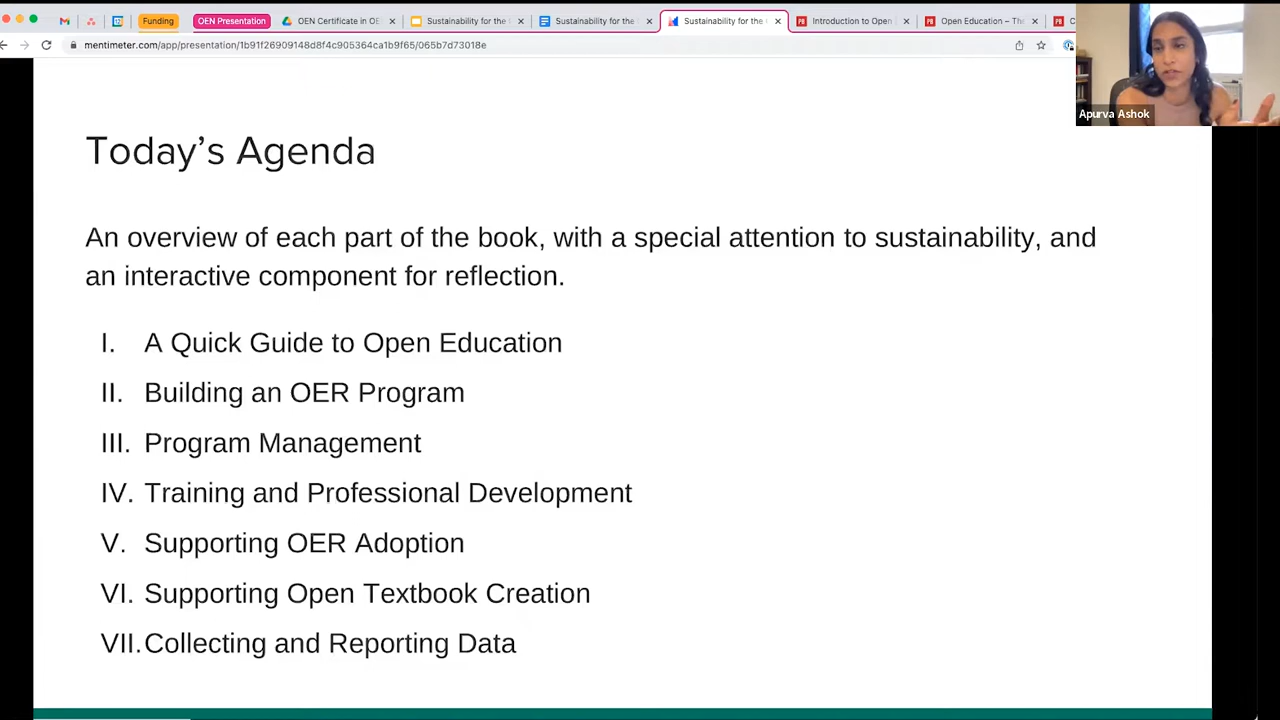 Funding
OEN Presentation
OEN Certificate in OE
Sustainability for the
Sustainability for the
Sustainability for the
Introduction to Open
Open Education – The
mentimeter.com/app/presentation/1b91f26909148d8f4c905364ca1b9f65/065b7d73018e
Apurva Ashok
Today’s Agenda
An overview of each part of the book, with a special attention to sustainability, and
an interactive component for reflection.
I. A Quick Guide to Open Education
II. Building an OER Program
III. Program Management
IV. Training and Professional Development
V. Supporting OER Adoption
VI. Supporting Open Textbook Creation
VII. Collecting and Reporting Data